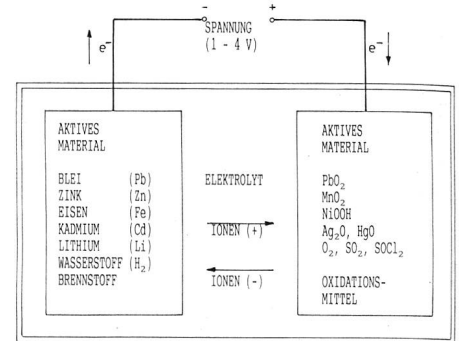 - +
SPANNUNG
(1 - 4 V)
e⁻ e⁻
AKTIVES
MATERIAL
BLEI (Pb)
ZINK (Zn)
EISEN (Fe)
KADMIUM (Cd)
LITHIUM (Li)
WASSERSTOFF (H₂)
BRENNSTOFF
ELEKTROLYT
IONEN (+)
IONEN (-)
AKTIVES
MATERIAL
PbO₂
MnO₂
NiOOH
Ag₂O, HgO
O₂, SO₂, SOCl₂
OXIDATIONS-
MITTEL